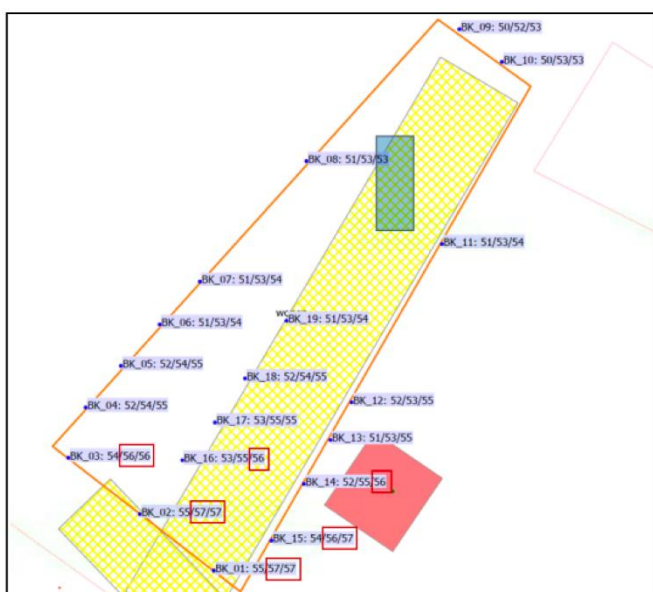 BK_09: 50/52/53
BK_10: 50/53/53
BK_08: 51/53/53
BK_11: 51/53/54
BK_07: 51/53/54
BK_06: 51/53/54
BK_19: 51/53/54
BK_05: 52/54/55
BK_18: 52/54/55
BK_04: 52/54/55
BK_12: 52/53/55
BK_17: 53/55/55
BK_13: 51/53/55
BK_03: 54/56/56
BK_16: 53/55/56
BK_14: 52/55/56
BK_02: 55/57/57
BK_15: 54/56/57
BK_01: 55/57/57